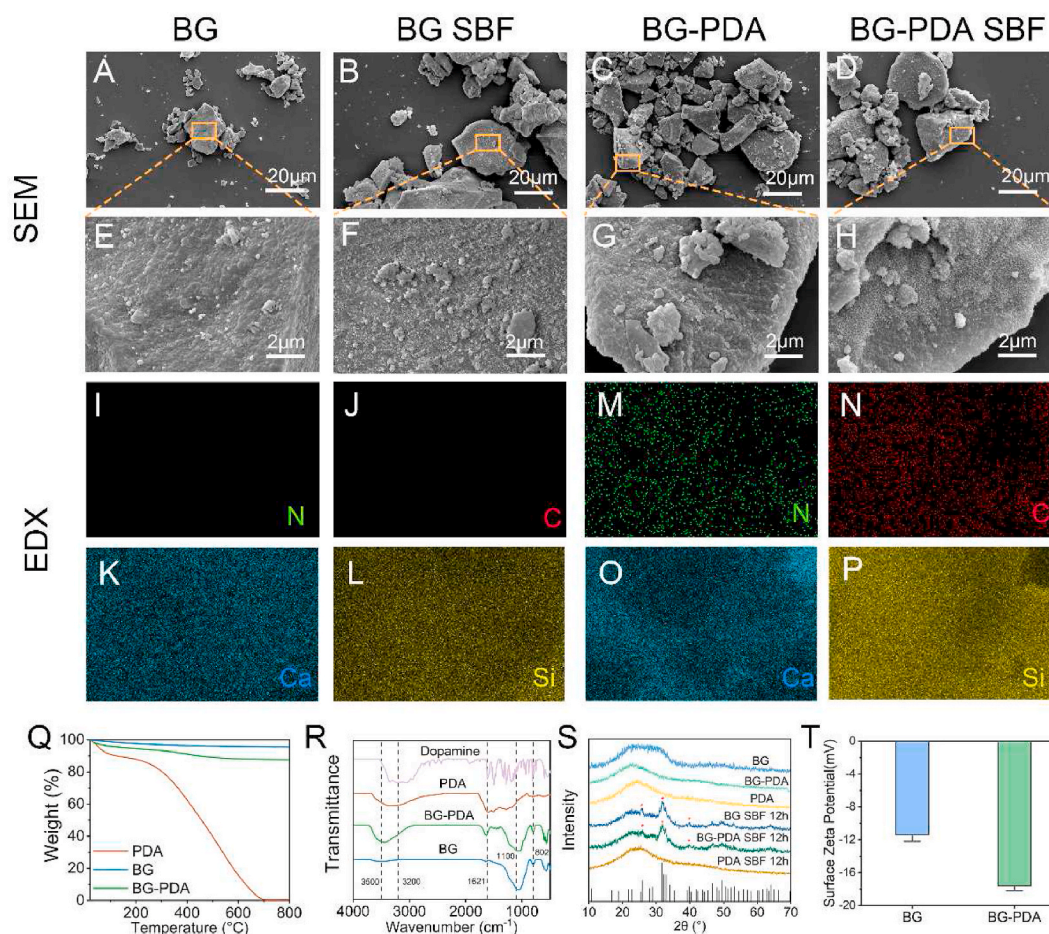 BG BG SBF BG-PDA BG-PDA SBF
SEM
A 20μm B 20μm C 20μm D 20μm
E 2μm F 2μm G 2μm H 2μm
EDX
I N J C M N N C
K Ca L Si O Ca P Si
Q
100
80
60
40
20
0
Weight (%)
PDA
BG
BG-PDA
0 200 400 600 800
Temperature (°C)
R
Transmittance
Dopamine
PDA
BG-PDA
BG
3500 3200 1621 1100 802
4000 3000 2000 1000
Wavenumber (cm⁻¹)
S
Intensity
BG
BG-PDA
PDA
BG SBF 12h
BG-PDA SBF 12h
PDA SBF 12h
10 20 30 40 50 60 70
2θ (°)
T
Surface Zeta Potential(mV)
0
-4
-8
-12
-16
-20
BG BG-PDA